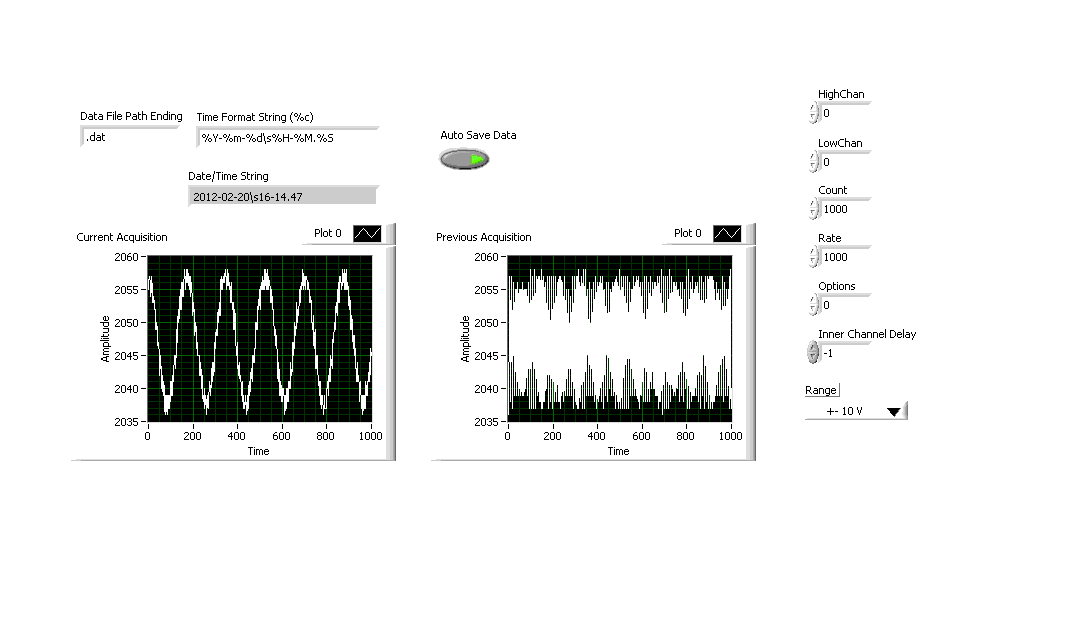 Data File Path Ending
.dat
Time Format String (%c)
%Y-%m-%d\s%H-%M.%S
Date/Time String
2012-02-20\s16-14.47
Auto Save Data
Current Acquisition
Plot 0
2060
2055
2050
2045
2040
2035
Amplitude
0
200
400
600
800
1000
Time
Previous Acquisition
Plot 0
2060
2055
2050
2045
2040
2035
Amplitude
0
200
400
600
800
1000
Time
HighChan
0
LowChan
0
Count
1000
Rate
1000
Options
0
Inner Channel Delay
-1
Range
+- 10 V